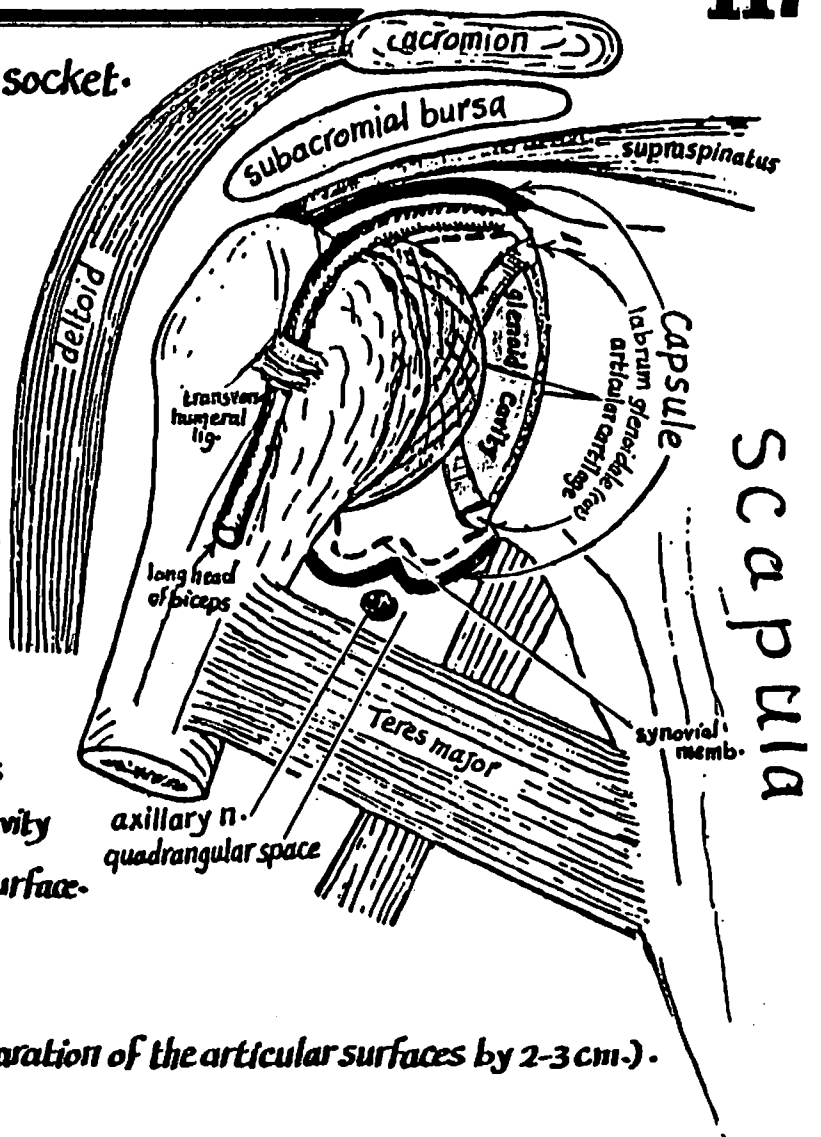 117
socket.
acromion
subacromial bursa
supraspinatus
deltoid
glenoid cavity
Capsule
labrum glenoidale (cut)
articular cartilage
humeral
lig.
Scapula
long head
of biceps
synovial
memb.
Teres major
axillary n.
quadrangular space
vity
urface.
aration of the articular surfaces by 2-3 cm.).